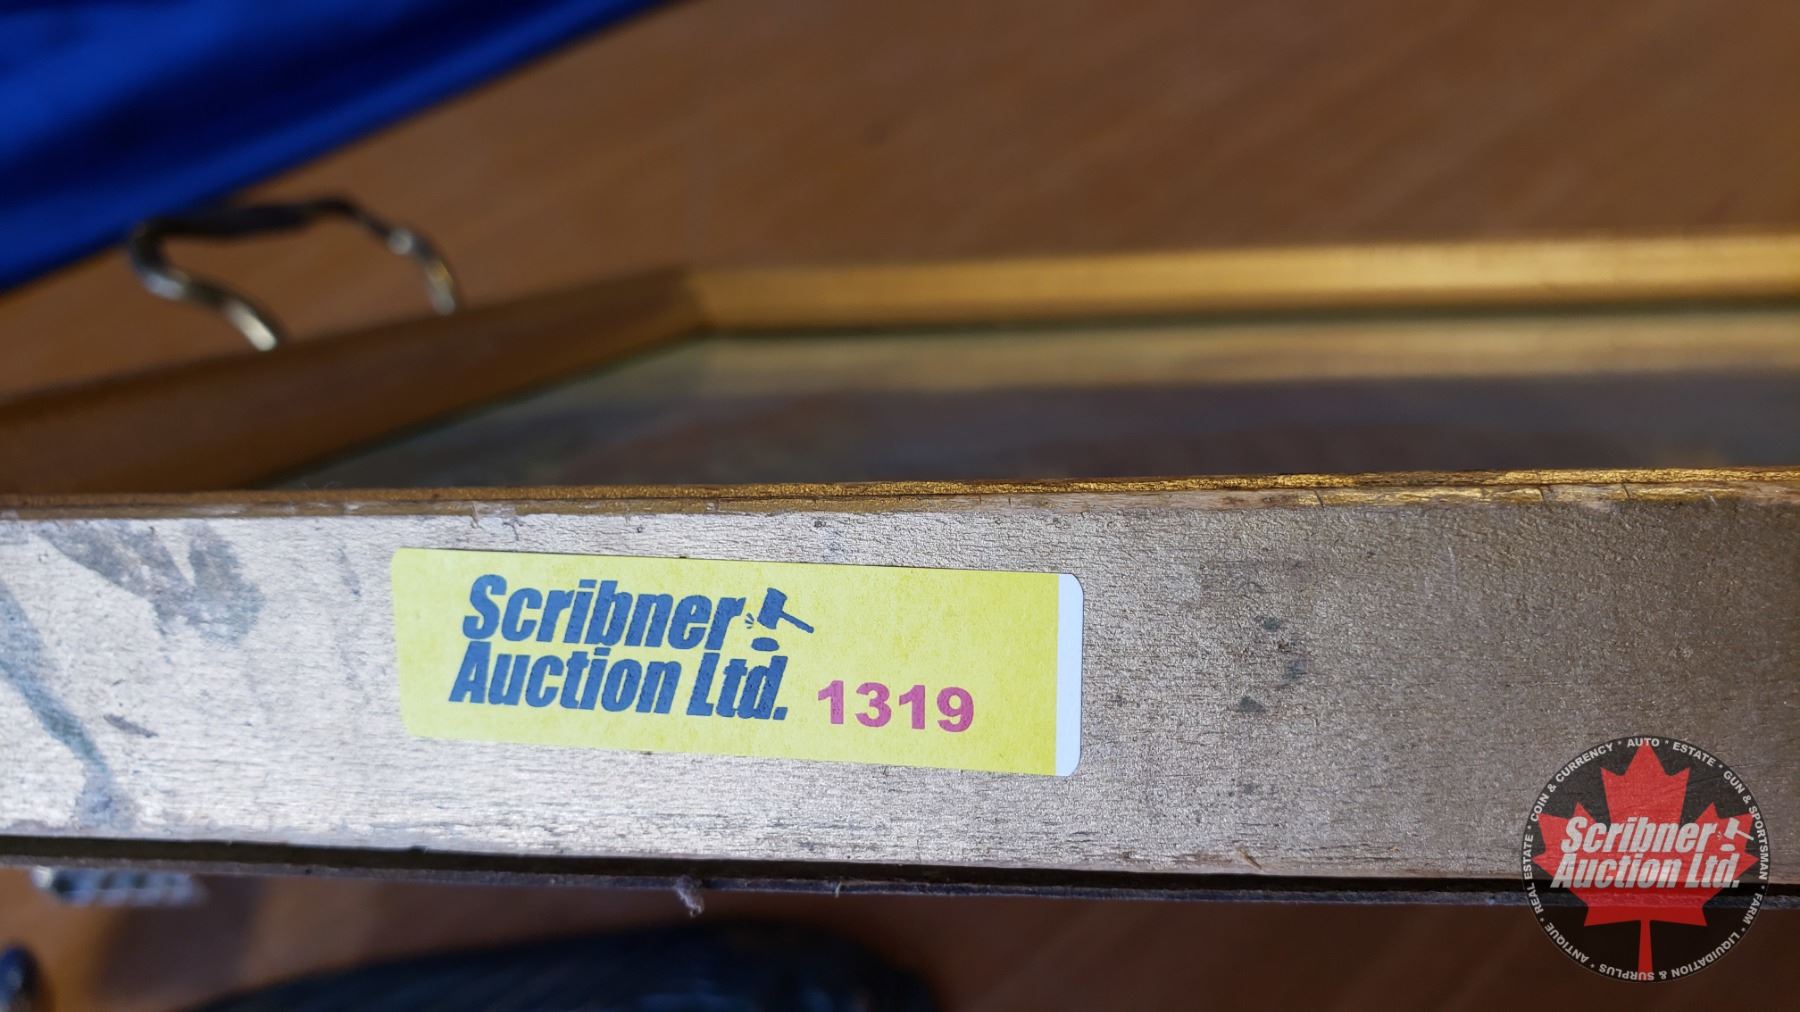 Scribner
Auction Ltd. 1319
COIN & CURRENCY * AUTO * ESTATE * GUN & SPORTSMAN * FARM * LIQUIDATION & SURPLUS * ANTIQUE * REAL ESTATE *
Scribner
Auction Ltd.